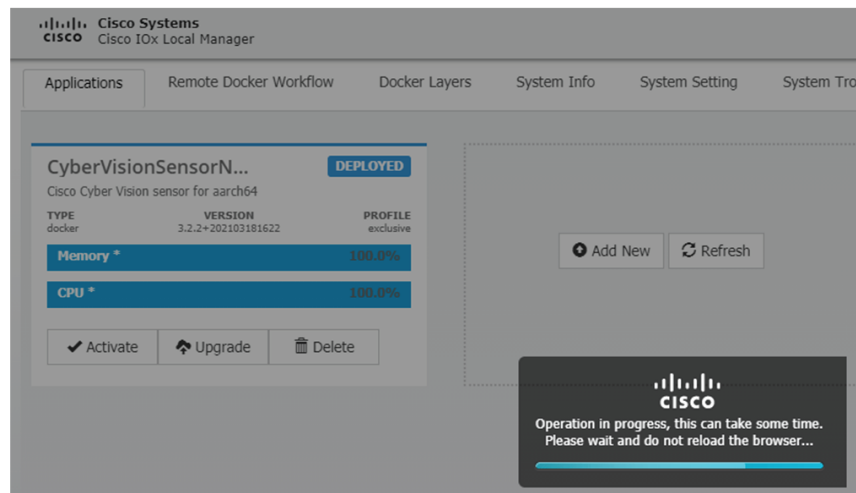 Cisco Systems
CISCO Cisco IOx Local Manager
Applications Remote Docker Workflow Docker Layers System Info System Setting System Tro
CyberVisionSensorN... DEPLOYED
Cisco Cyber Vision sensor for aarch64
TYPE VERSION PROFILE
docker 3.2.2+202103181622 exclusive
Memory * 100.0%
Add New Refresh
CPU * 100.0%
Activate Upgrade Delete
CISCO
Operation in progress, this can take some time.
Please wait and do not reload the browser...